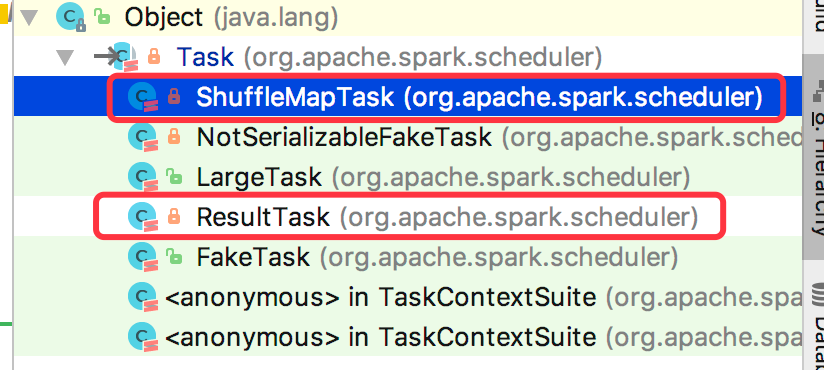 Object (java.lang)
Task (org.apache.spark.scheduler)
ShuffleMapTask (org.apache.spark.scheduler)
NotSerializableFakeTask (org.apache.spark.sched
LargeTask (org.apache.spark.scheduler)
ResultTask (org.apache.spark.scheduler)
FakeTask (org.apache.spark.scheduler)
<anonymous> in TaskContextSuite (org.apache.spa
<anonymous> in TaskContextSuite (org.apache.spa
Hierarchy
Datab